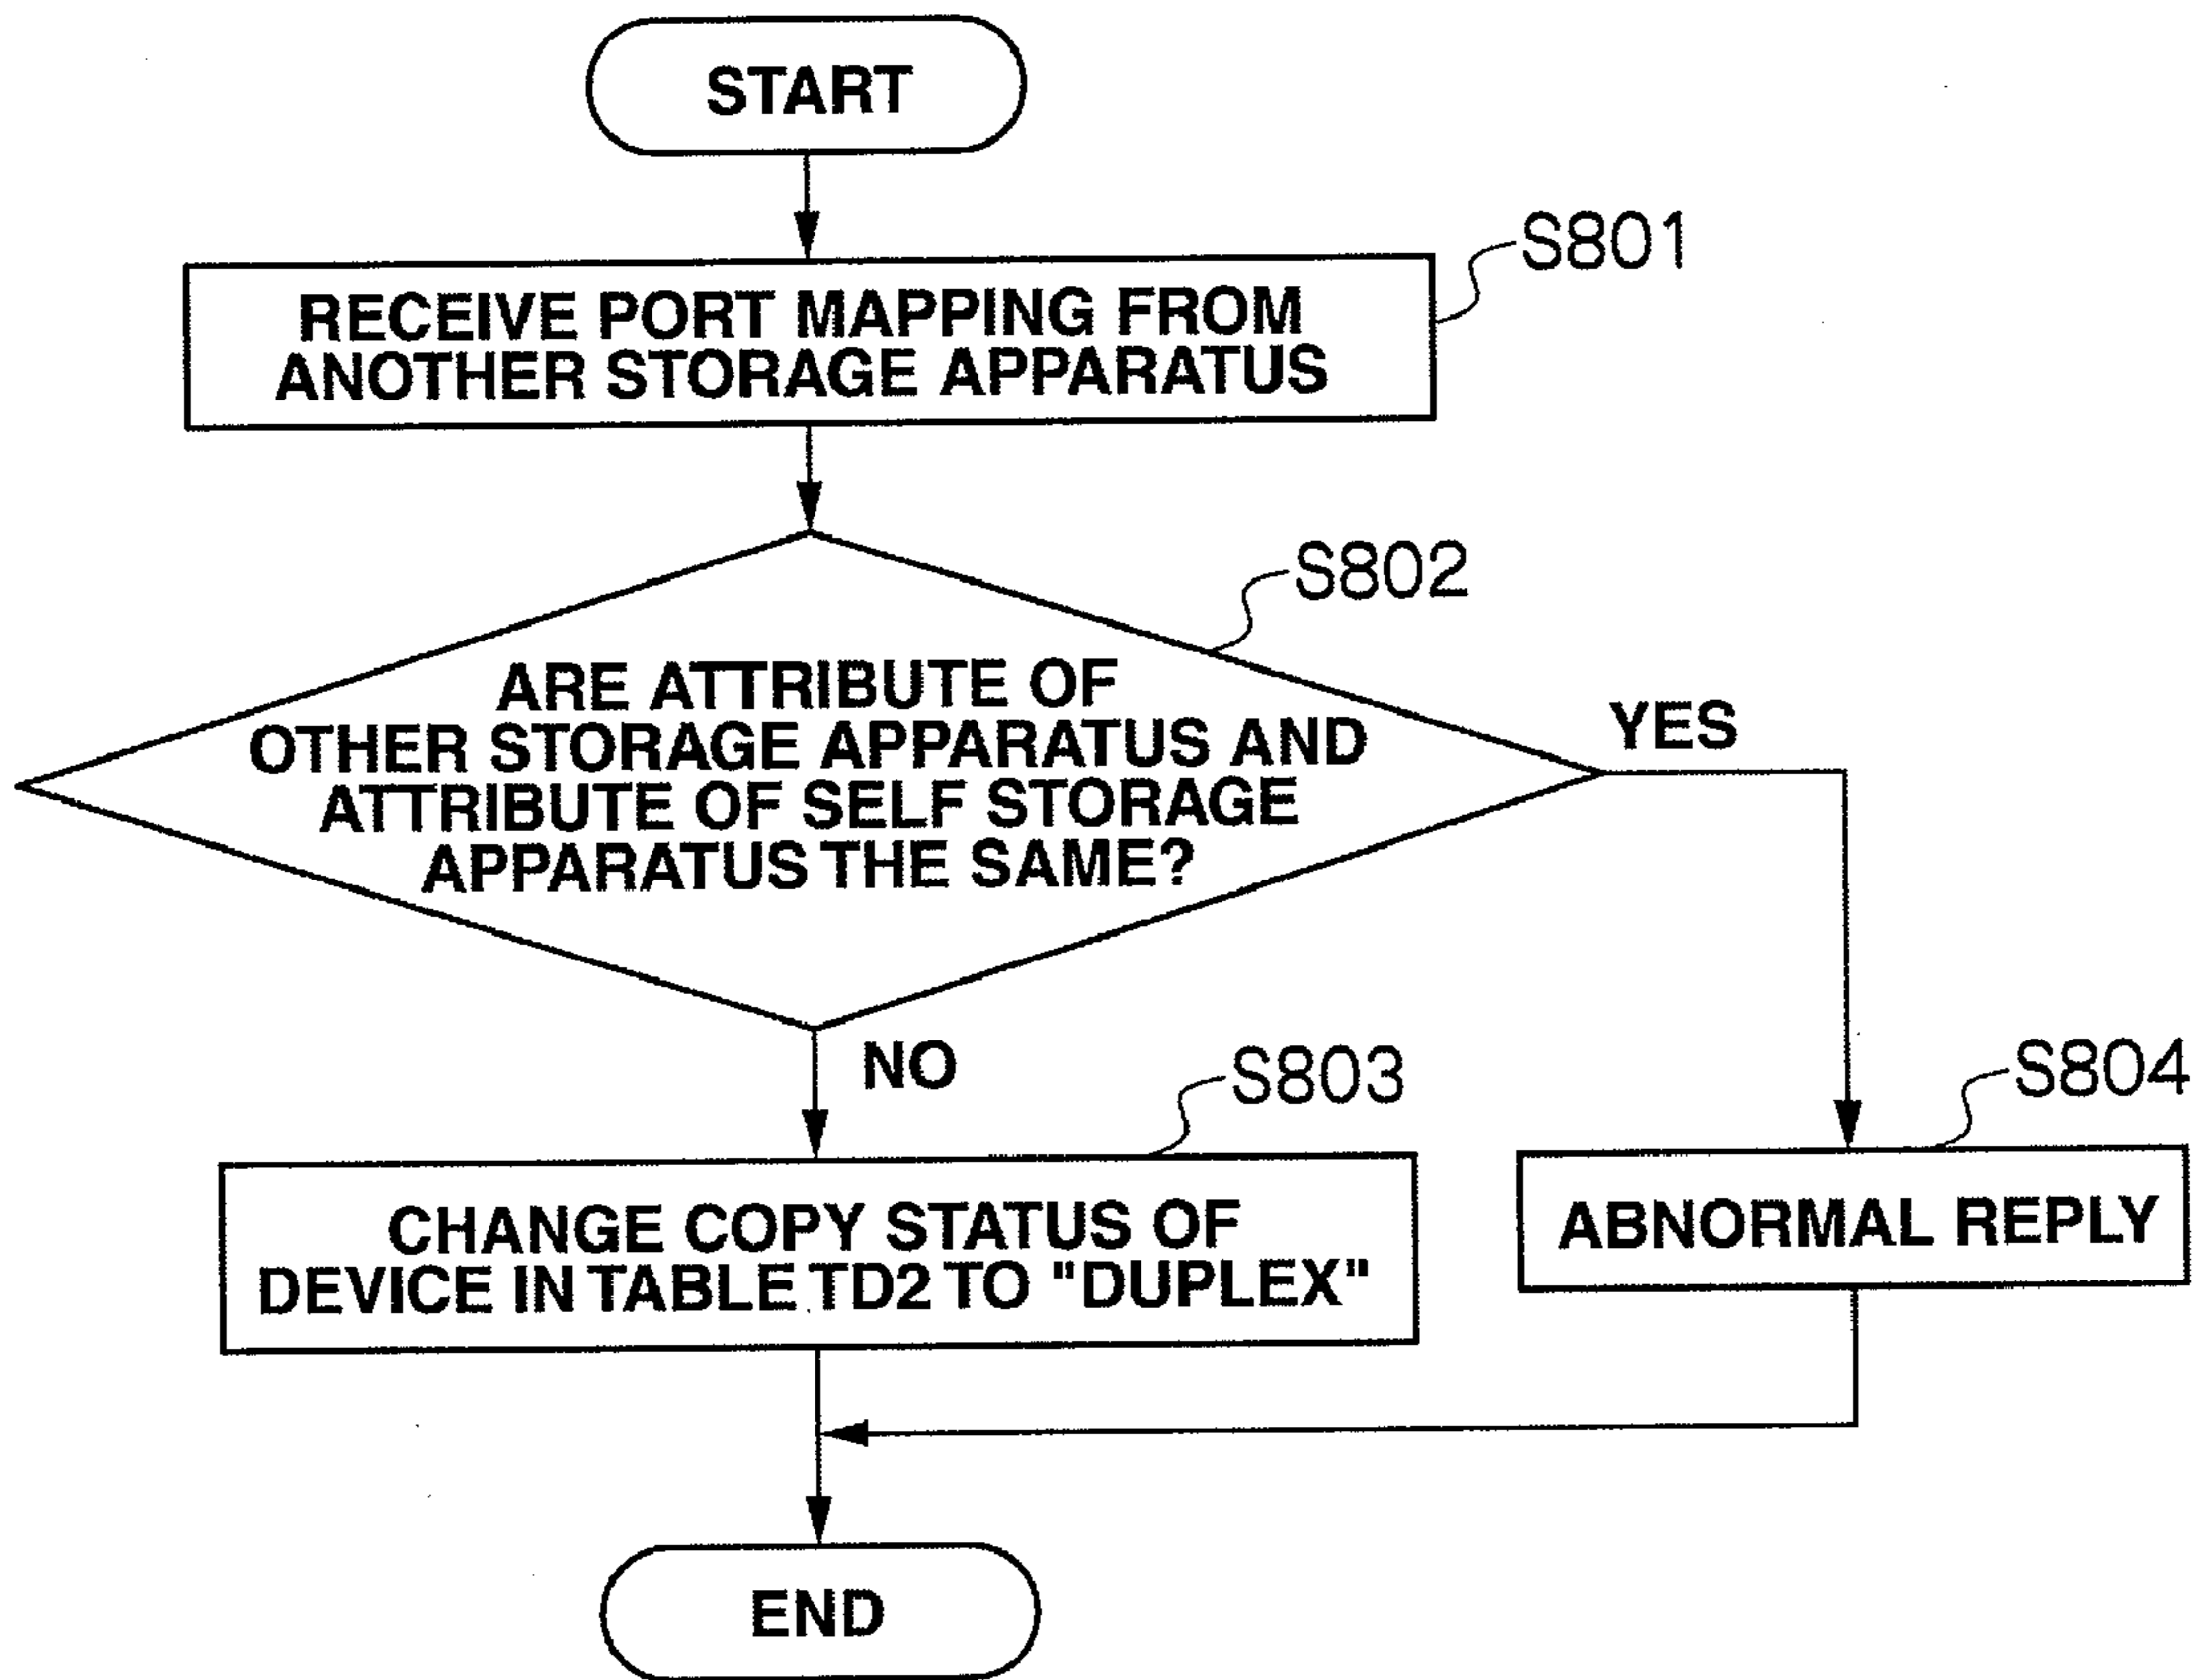 START
S801
RECEIVE PORT MAPPING FROM
ANOTHER STORAGE APPARATUS
S802
ARE ATTRIBUTE OF
OTHER STORAGE APPARATUS AND
ATTRIBUTE OF SELF STORAGE
APPARATUS THE SAME?
YES
NO
S803
CHANGE COPY STATUS OF
DEVICE IN TABLE TD2 TO "DUPLEX"
S804
ABNORMAL REPLY
END